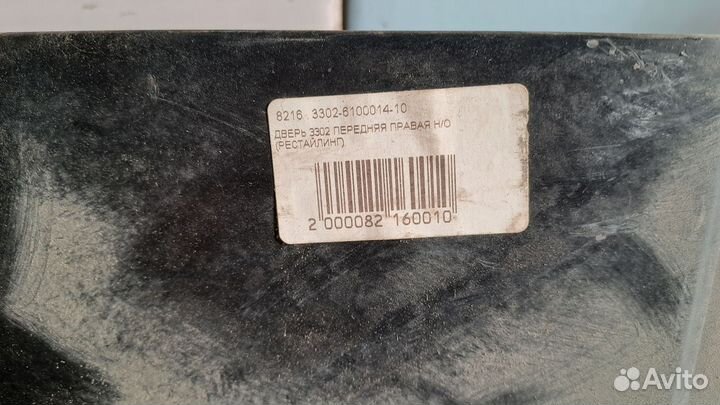 8216 3302-6100014-10
ДВЕРЬ 3302 ПЕРЕДНЯЯ ПРАВАЯ Н/О
(РЕСТАЙЛИНГ)
2 000082 160010
Avito